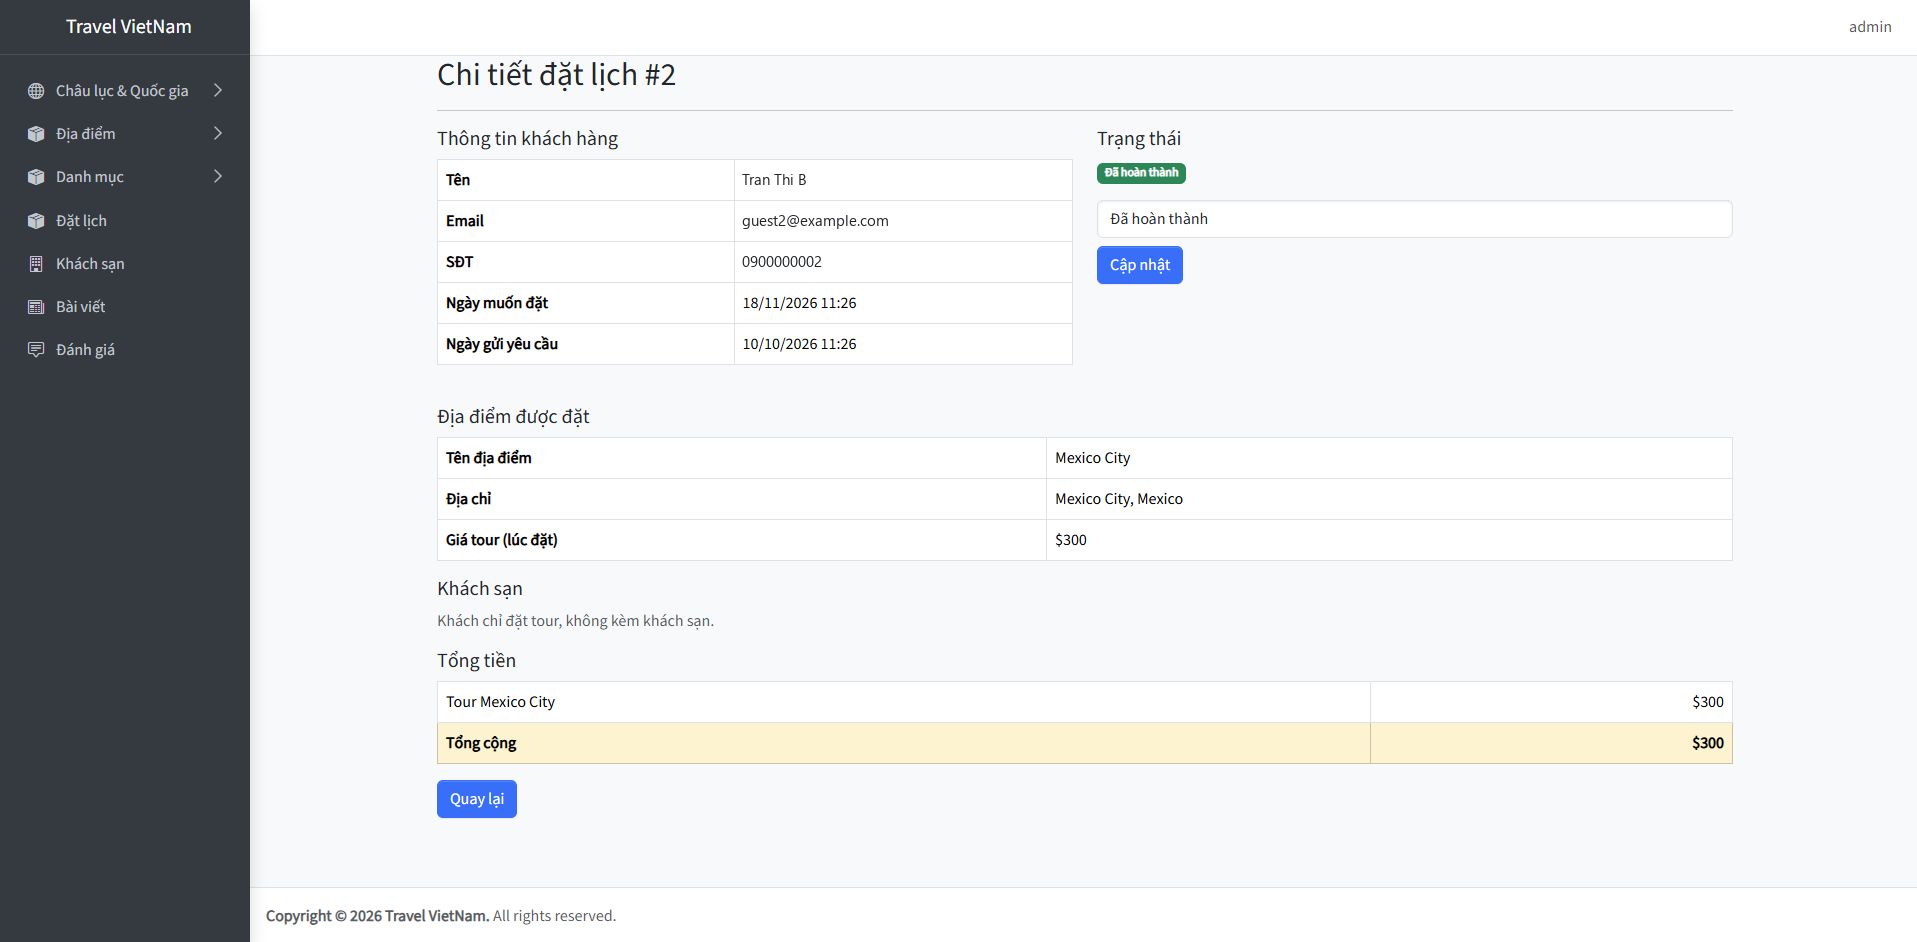 Travel VietNam
admin
Châu lục & Quốc gia
Địa điểm
Danh mục
Đặt lịch
Khách sạn
Bài viết
Đánh giá
Chi tiết đặt lịch #2
Thông tin khách hàng
Tên Tran Thi B
Email guest2@example.com
SĐT 0900000002
Ngày muốn đặt 18/11/2026 11:26
Ngày gửi yêu cầu 10/10/2026 11:26
Trạng thái
Đã hoàn thành
Đã hoàn thành
Cập nhật
Địa điểm được đặt
Tên địa điểm Mexico City
Địa chỉ Mexico City, Mexico
Giá tour (lúc đặt) $300
Khách sạn
Khách chỉ đặt tour, không kèm khách sạn.
Tổng tiền
Tour Mexico City $300
Tổng cộng $300
Quay lại
Copyright © 2026 Travel VietNam. All rights reserved.